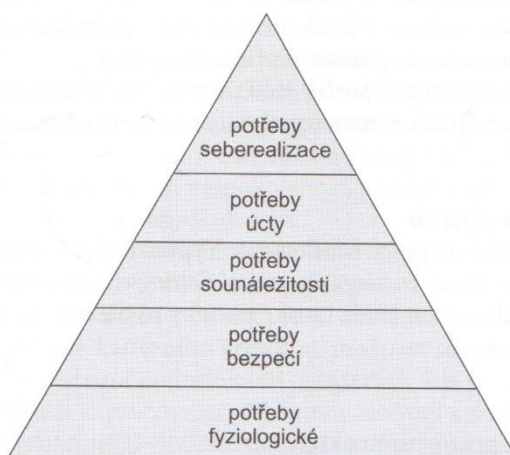 potřeby
seberealizace
potřeby
úcty
potřeby
sounáležitosti
potřeby
bezpečí
potřeby
fyziologické